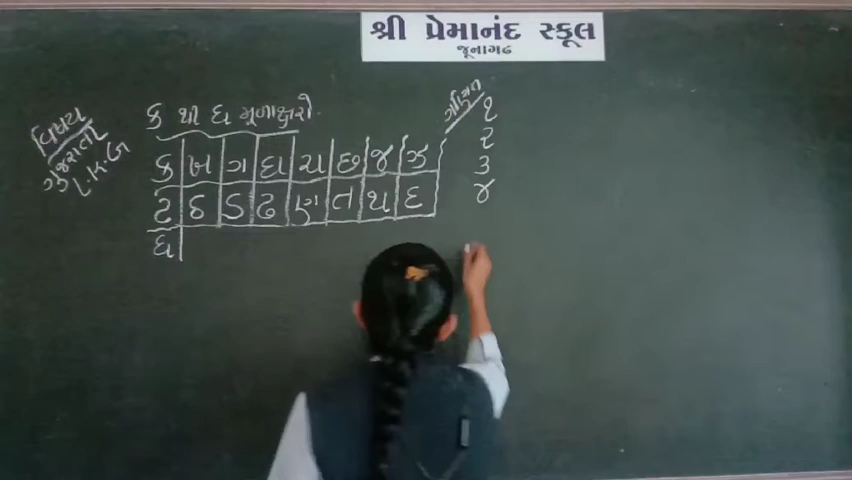 શ્રી પ્રેમાનંદ સ્કૂલ
જૂનાગઢ
વિષય
ગુજરાતી
L.K.G
ક થી ધ મૂળાક્ષરો.
ક ખ ગ ઘ ચ છ જ ઝ
ટ ઠ ડ ઢ ણ ત થ દ
ધ
ગણિત
૧
૨
૩
૪